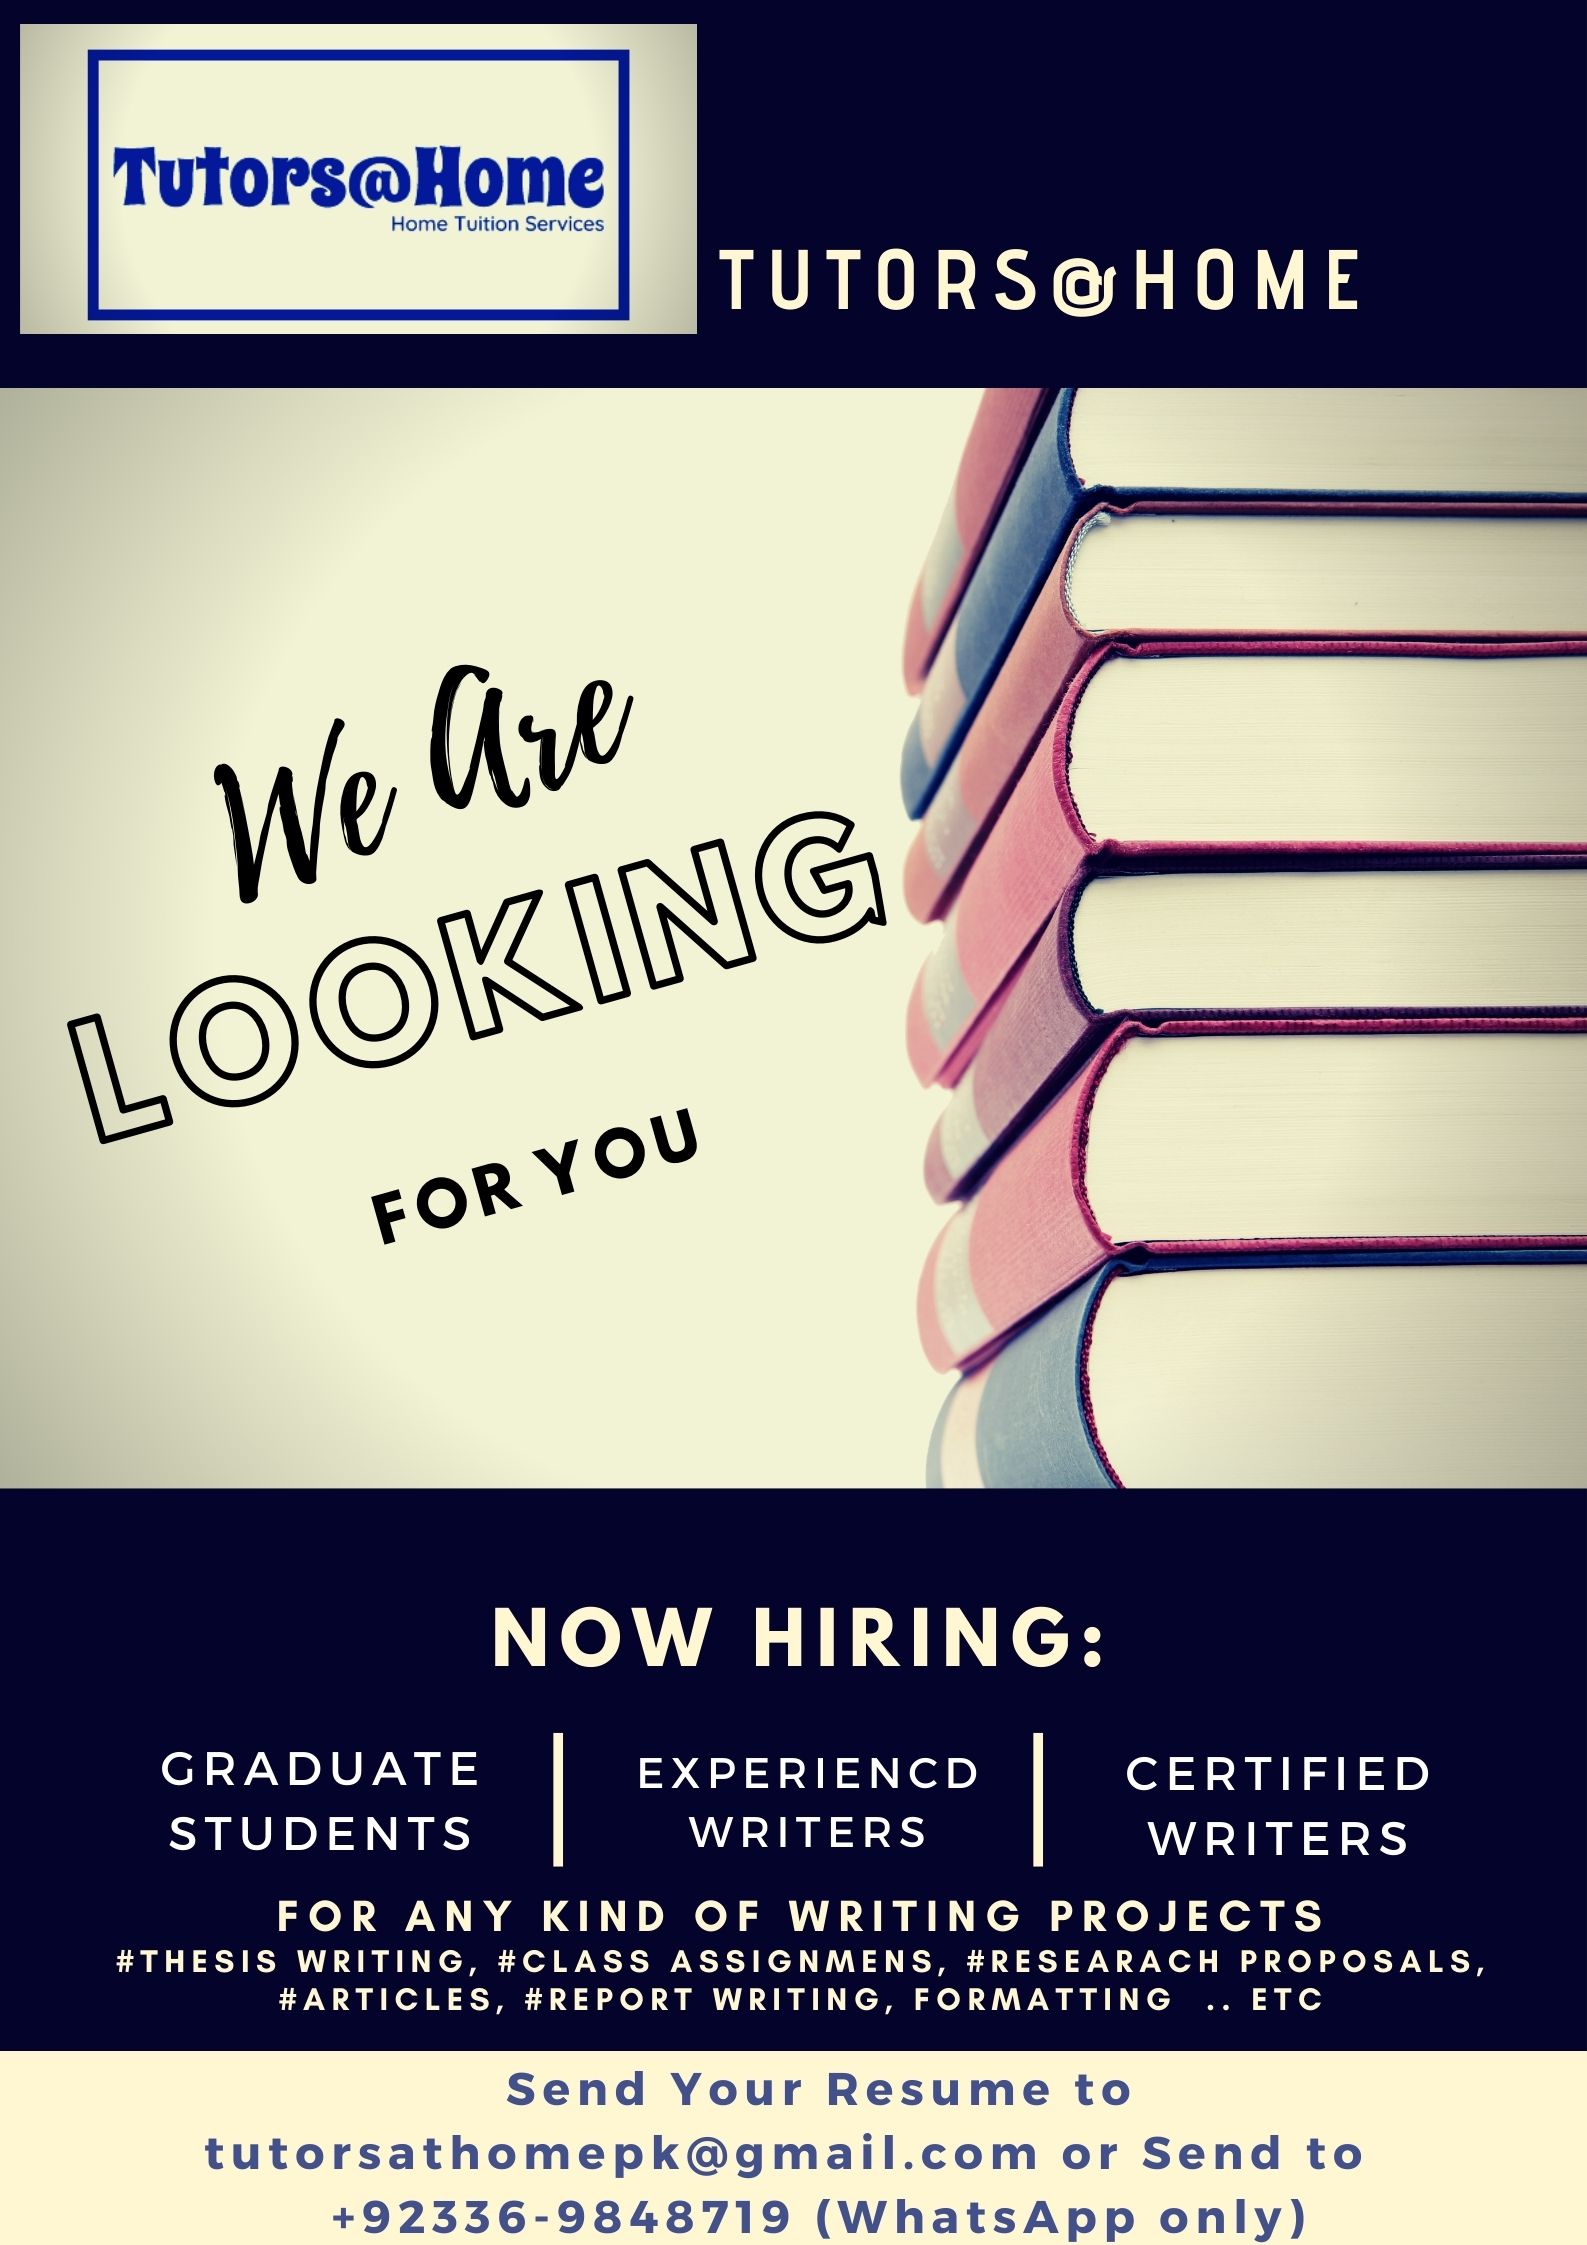 Tutors@Home
Home Tuition Services
TUTORS@HOME
We Are
LOOKING
FOR YOU
NOW HIRING:
GRADUATE
STUDENTS
EXPERIENCD
WRITERS
CERTIFIED
WRITERS
FOR ANY KIND OF WRITING PROJECTS
#THESIS WRITING, #CLASS ASSIGNMENS, #RESEARACH PROPOSALS,
#ARTICLES, #REPORT WRITING, FORMATTING .. ETC
Send Your Resume to
tutorsathomepk@gmail.com or Send to
+92336-9848719 (WhatsApp only)